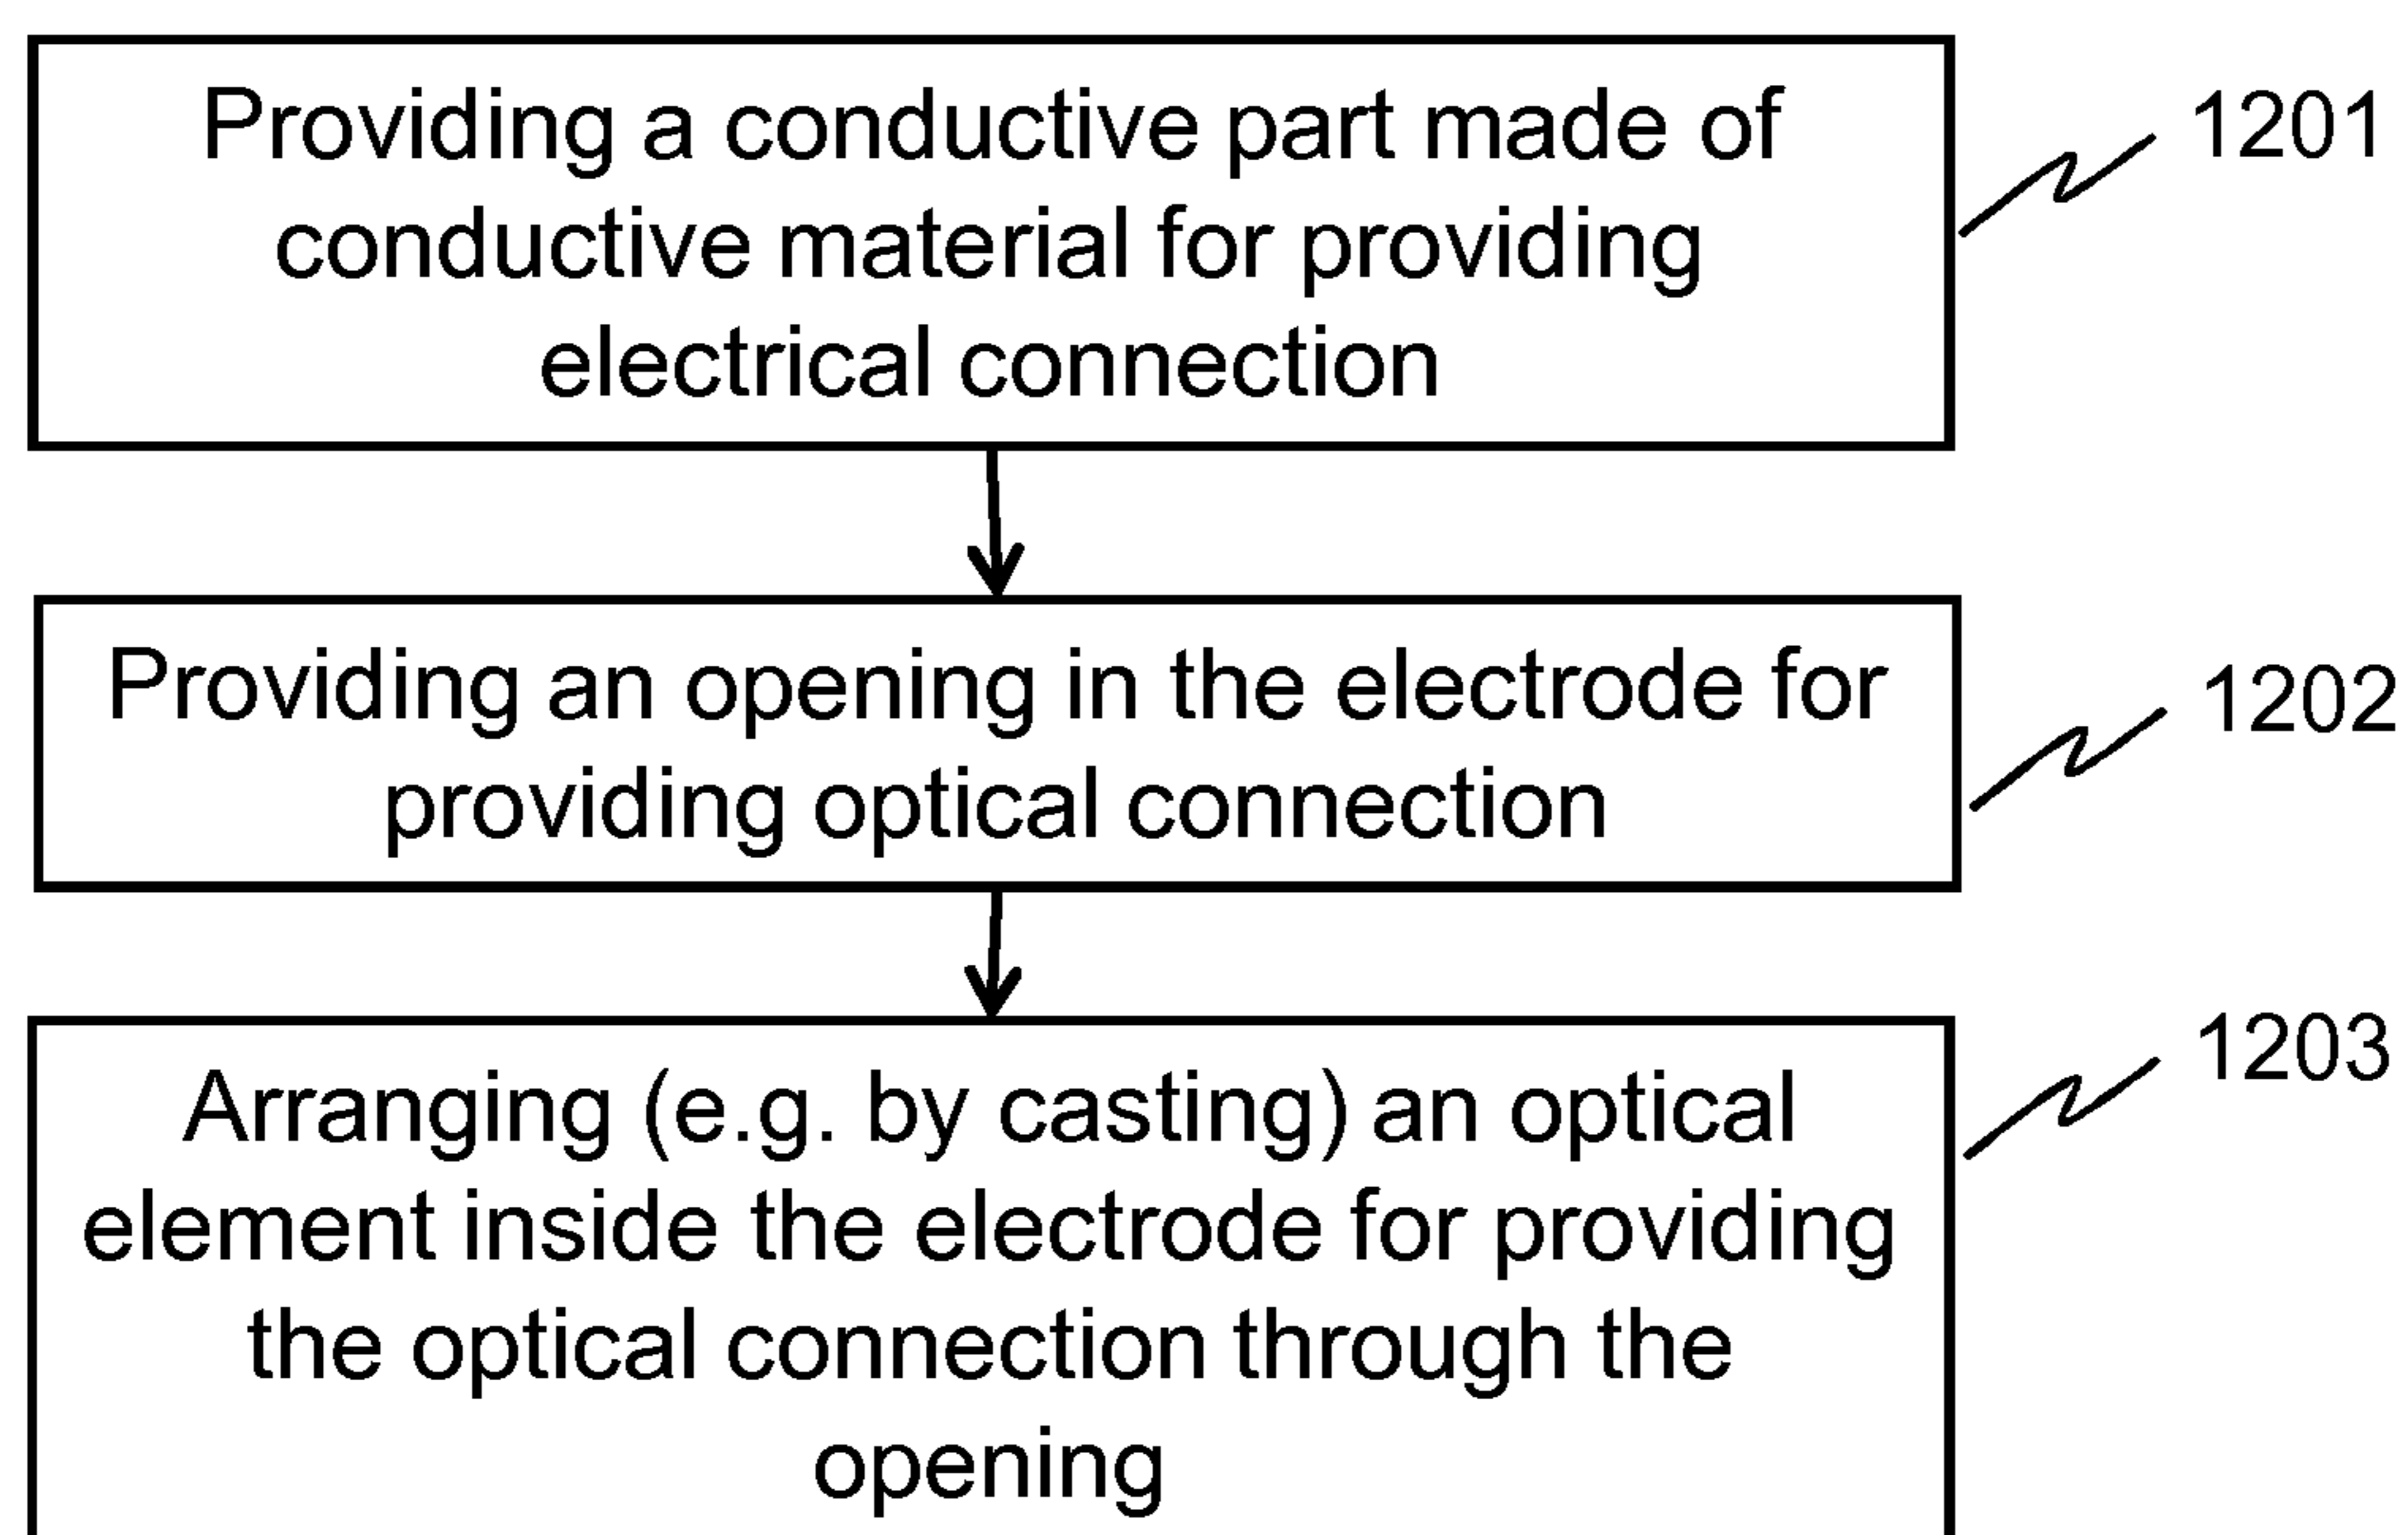 Providing a conductive part made of
conductive material for providing
electrical connection
1201
Providing an opening in the electrode for
providing optical connection
1202
Arranging (e.g. by casting) an optical
element inside the electrode for providing
the optical connection through the
opening
1203